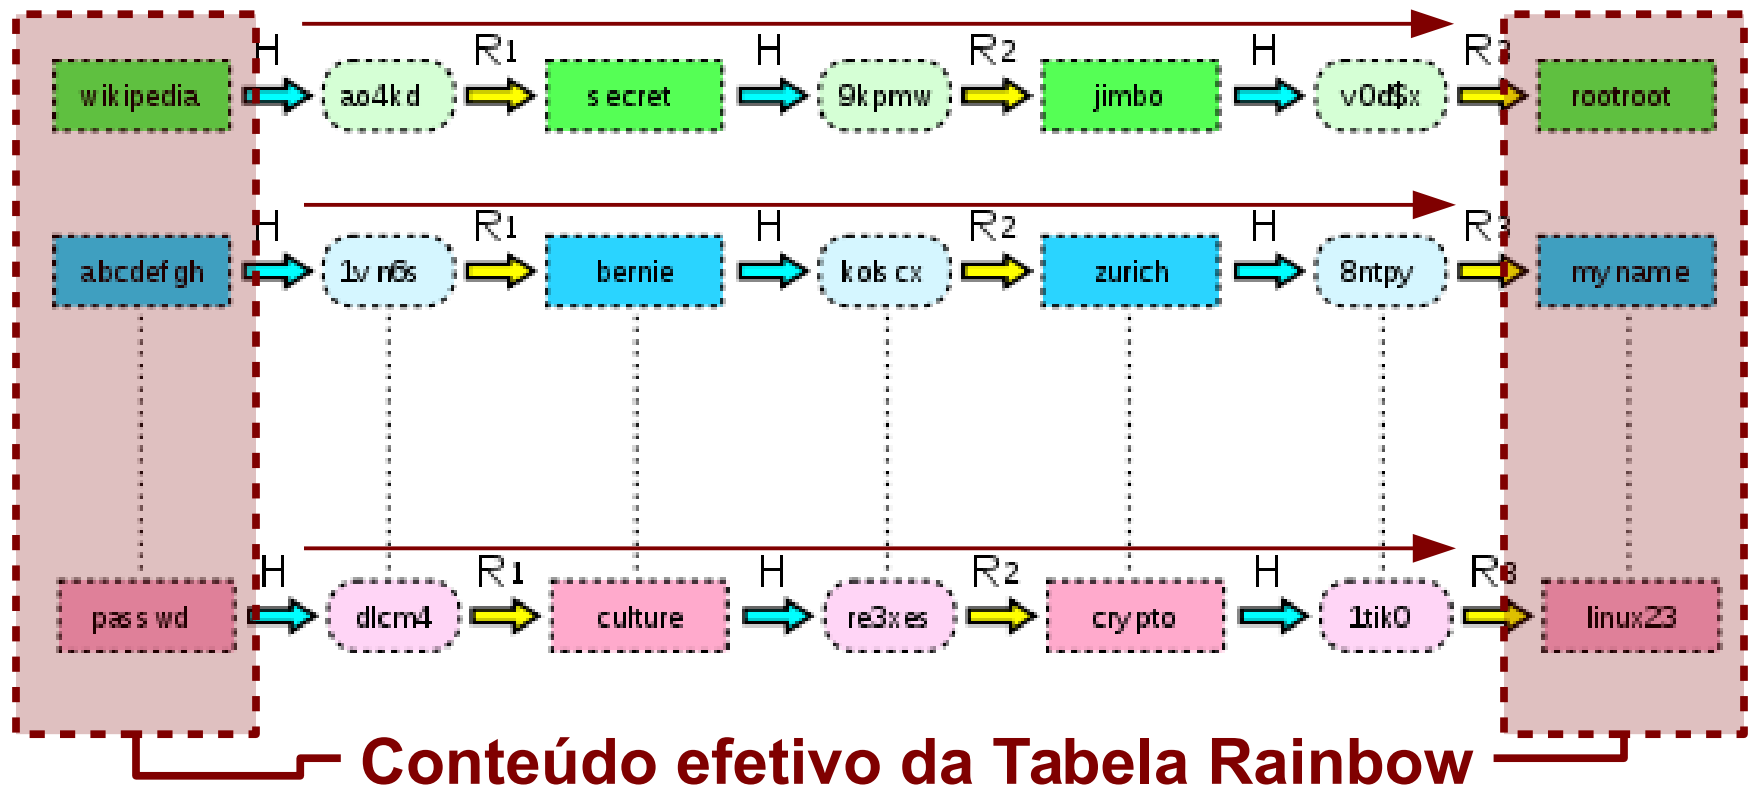 H R1 H R2 H R3
wikipedia ao4kd secret 9kpmw jimbo v0d$x rootroot
H R1 H R2 H R3
abcdefgh 1vn6s bernie kolscx zurich 8ntpy myname
H R1 H R2 H R3
passwd dlcm4 culture re3xes crypto 1tik0 linux23
Conteúdo efetivo da Tabela Rainbow